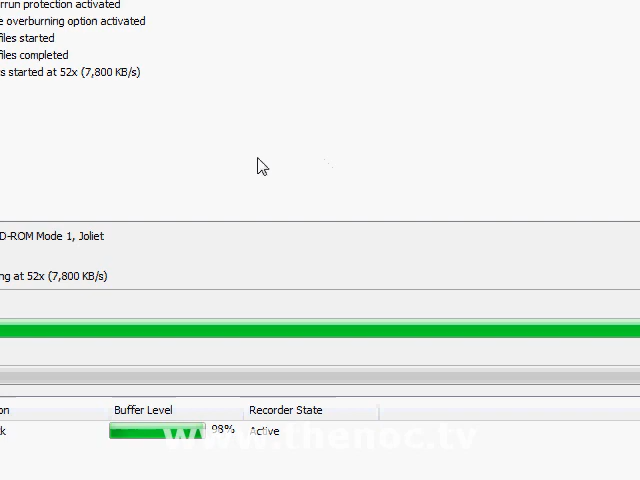 rrun protection activated
e overburning option activated
files started
files completed
s started at 52x (7,800 KB/s)
D-ROM Mode 1, Joliet
ng at 52x (7,800 KB/s)
on Buffer Level Recorder State
k 98% Active
www.thenoc.tv